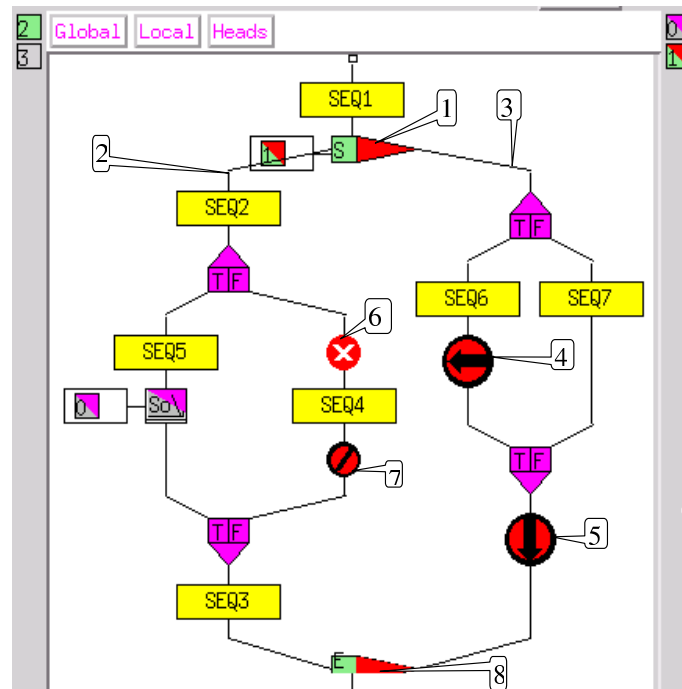 2 Global Local Heads 0
3 1
SEQ1
1 3
1 S
2
SEQ2
T F
T F
6
SEQ6 SEQ7
SEQ5
4
0 So\ SEQ4
T F
7
T F
5
SEQ3
E
8